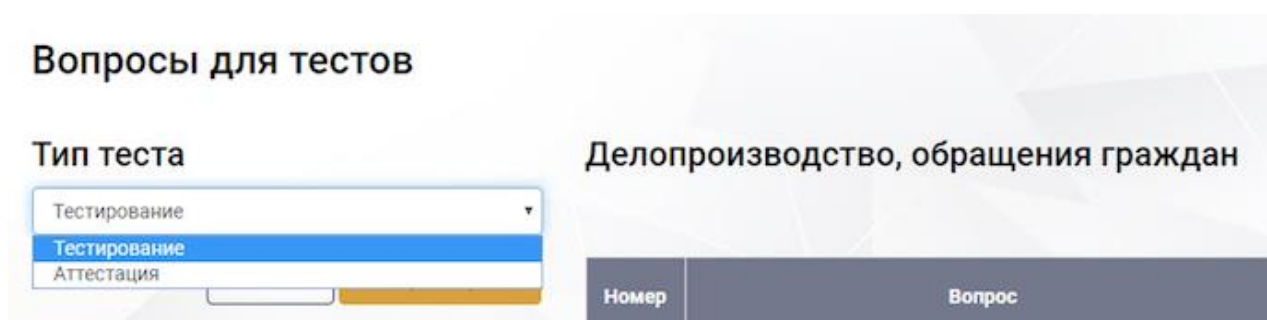 Вопросы для тестов
Тип теста
Делопроизводство, обращения граждан
Тестирование
Тестирование
Аттестация
Номер Вопрос